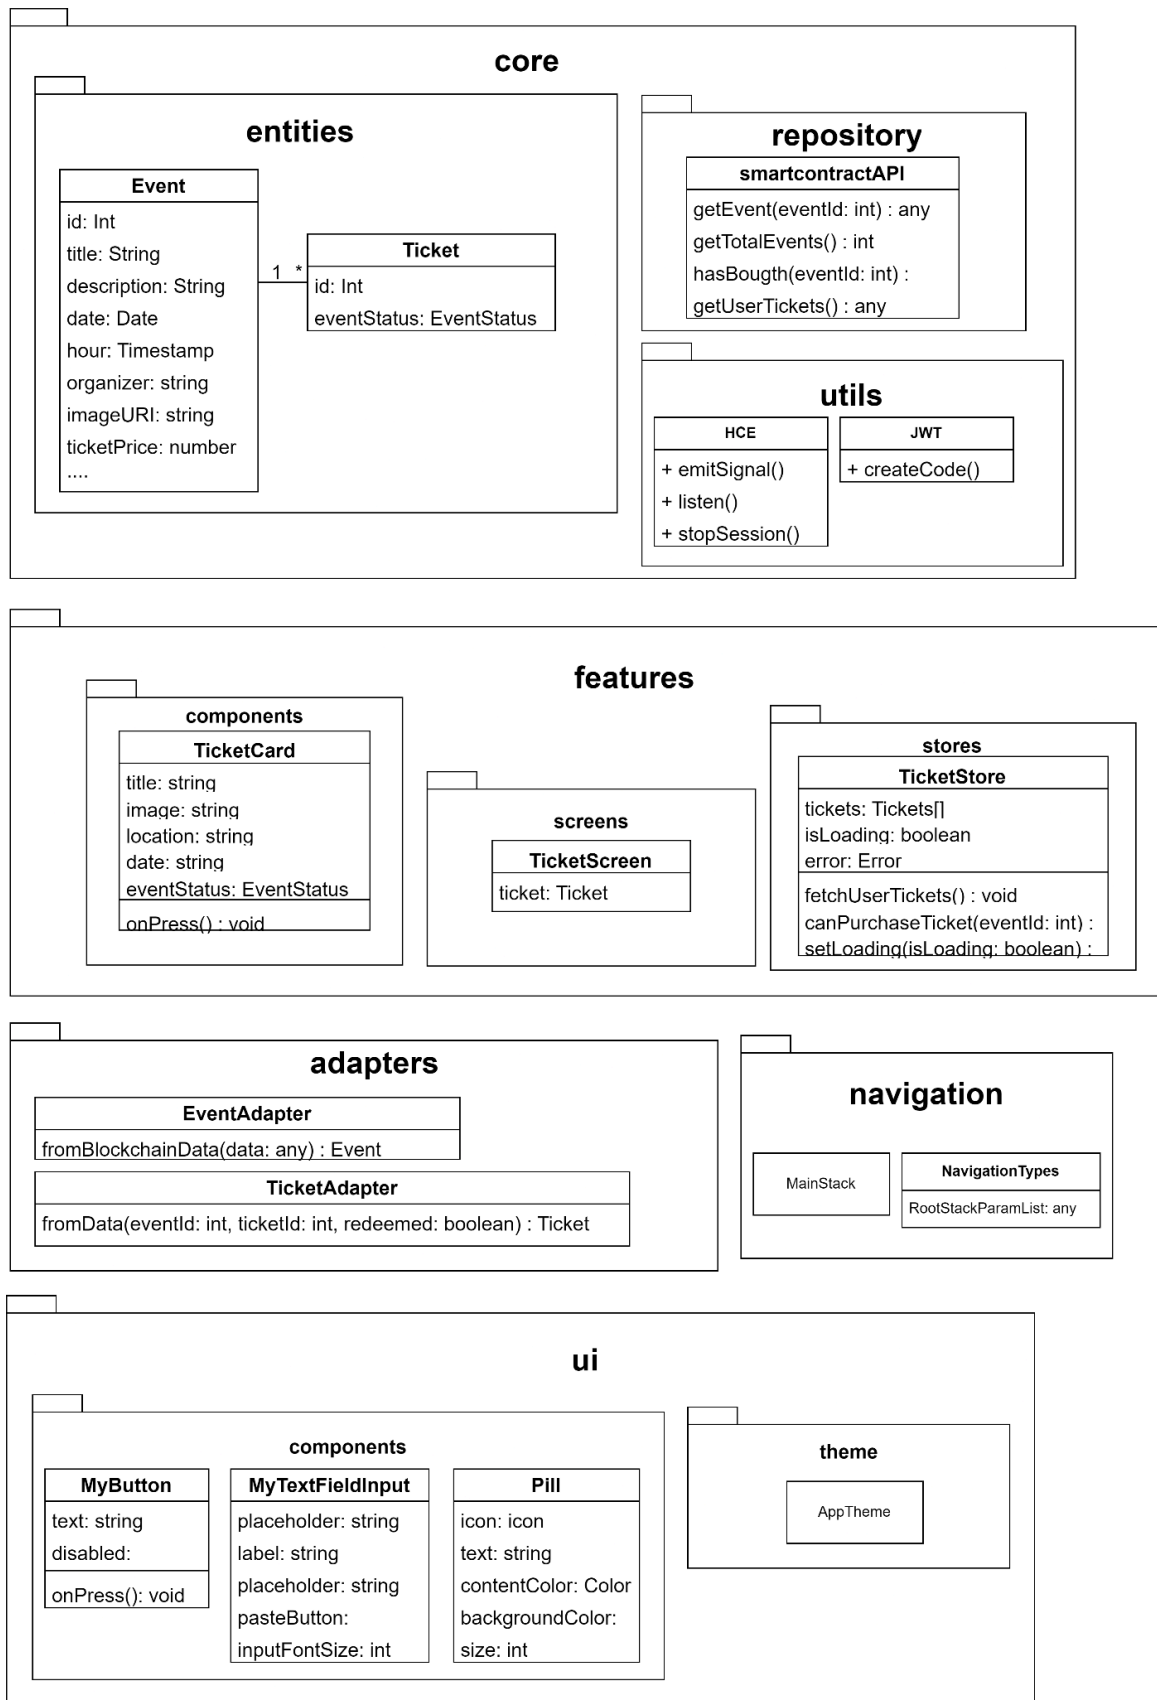 core
entities
Event
id: Int
title: String
description: String
date: Date
hour: Timestamp
organizer: string
imageURI: string
ticketPrice: number
....
1 *
Ticket
id: Int
eventStatus: EventStatus
repository
smartcontractAPI
getEvent(eventId: int) : any
getTotalEvents() : int
hasBougth(eventId: int) :
getUserTickets() : any
utils
HCE
+ emitSignal()
+ listen()
+ stopSession()
JWT
+ createCode()
features
components
TicketCard
title: string
image: string
location: string
date: string
eventStatus: EventStatus
onPress() : void
screens
TicketScreen
ticket: Ticket
stores
TicketStore
tickets: Tickets[]
isLoading: boolean
error: Error
fetchUserTickets() : void
canPurchaseTicket(eventId: int) :
setLoading(isLoading: boolean) :
adapters
EventAdapter
fromBlockchainData(data: any) : Event
TicketAdapter
fromData(eventId: int, ticketId: int, redeemed: boolean) : Ticket
navigation
MainStack
NavigationTypes
RootStackParamList: any
ui
components
MyButton
text: string
disabled:
onPress(): void
MyTextFieldInput
placeholder: string
label: string
placeholder: string
pasteButton:
inputFontSize: int
Pill
icon: icon
text: string
contentColor: Color
backgroundColor:
size: int
theme
AppTheme